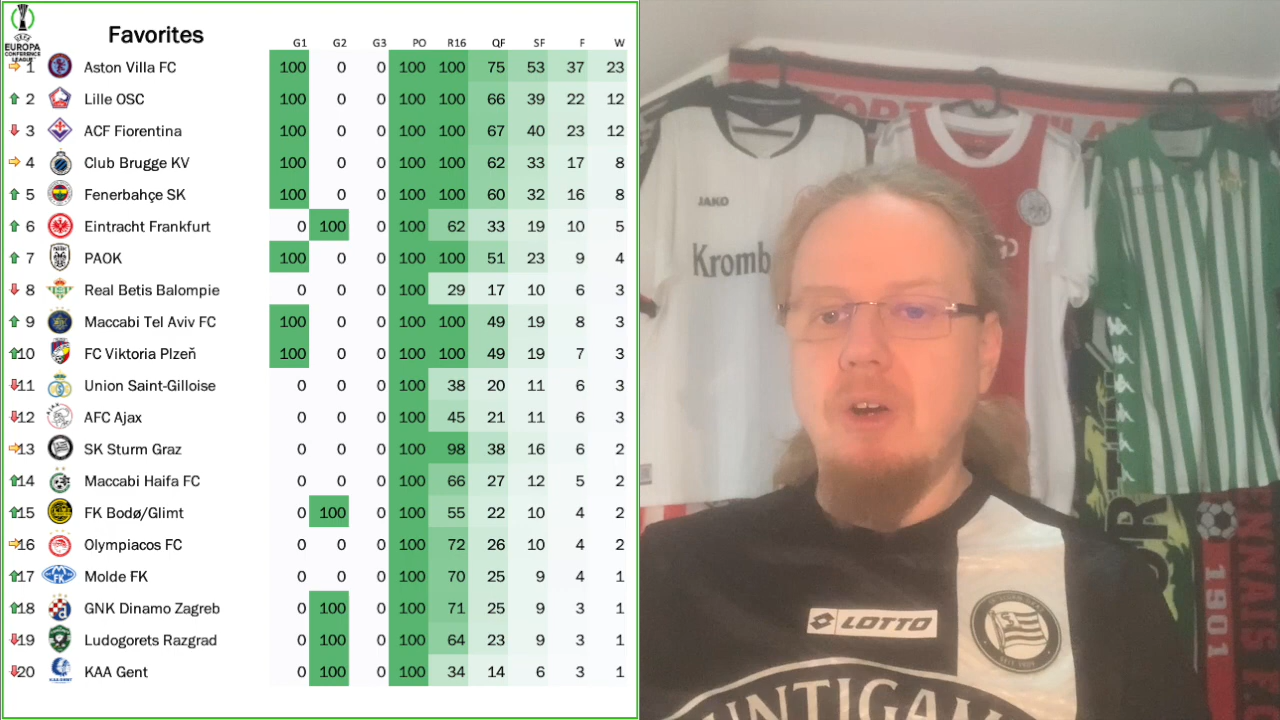 UEFA
EUROPA
CONFERENCE
LEAGUE
Favorites
G1 G2 G3 PO R16 QF SF F W
1 Aston Villa FC 100 0 0 100 100 75 53 37 23
2 Lille OSC 100 0 0 100 100 66 39 22 12
3 ACF Fiorentina 100 0 0 100 100 67 40 23 12
4 Club Brugge KV 100 0 0 100 100 62 33 17 8
5 Fenerbahçe SK 100 0 0 100 100 60 32 16 8
6 Eintracht Frankfurt 0 100 0 100 62 33 19 10 5
7 PAOK 100 0 0 100 100 51 23 9 4
8 Real Betis Balompie 0 0 0 100 29 17 10 6 3
9 Maccabi Tel Aviv FC 100 0 0 100 100 49 19 8 3
10 FC Viktoria Plzeň 100 0 0 100 100 49 19 7 3
11 Union Saint-Gilloise 0 0 0 100 38 20 11 6 3
12 AFC Ajax 0 0 0 100 45 21 11 6 3
13 SK Sturm Graz 0 0 0 100 98 38 16 6 2
14 Maccabi Haifa FC 0 0 0 100 66 27 12 5 2
15 FK Bodø/Glimt 0 100 0 100 55 22 10 4 2
16 Olympiacos FC 0 0 0 100 72 26 10 4 2
17 Molde FK 0 0 0 100 70 25 9 4 1
18 GNK Dinamo Zagreb 0 100 0 100 71 25 9 3 1
19 Ludogorets Razgrad 0 100 0 100 64 23 9 3 1
20 KAA Gent 0 100 0 100 34 14 6 3 1
JAKO
Kromb
LOTTO
UNTIGAM
1901